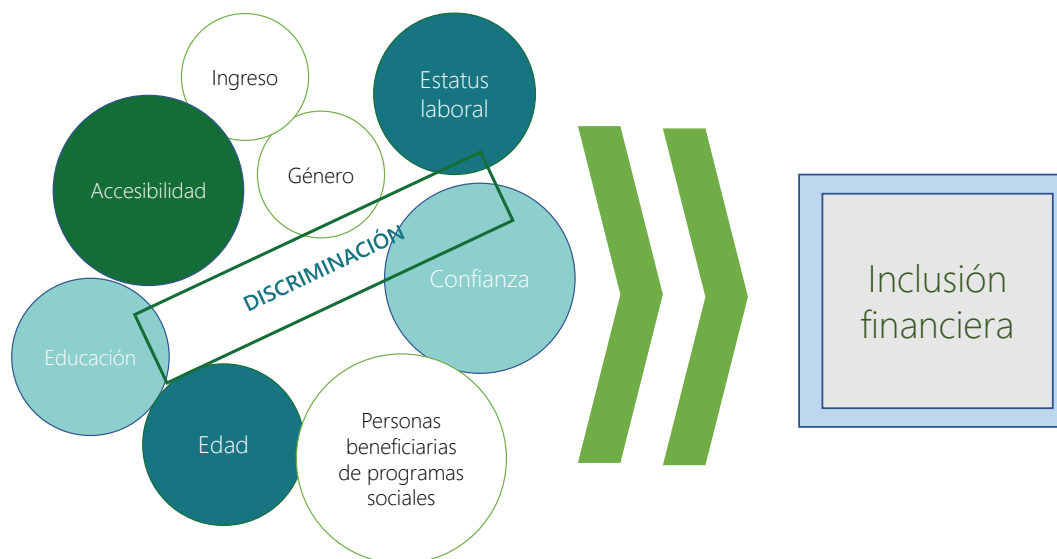 Ingreso
Estatus
laboral
Accesibilidad
Género
DISCRIMINACIÓN
Confianza
Educación
Edad
Personas
beneficiarias
de programas
sociales
Inclusión
financiera